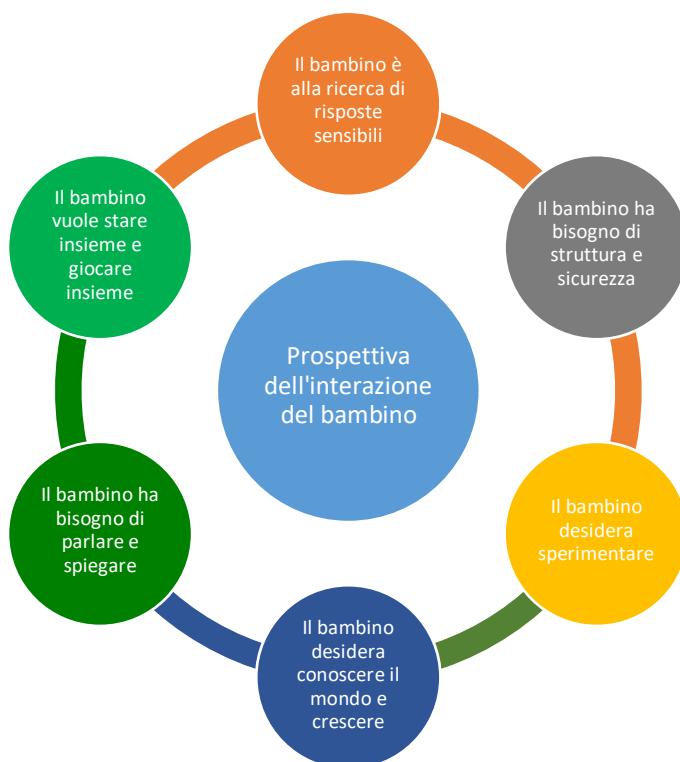 Il bambino è
alla ricerca di
risposte
sensibili
Il bambino ha
bisogno di
struttura e
sicurezza
Il bambino
desidera
sperimentare
Il bambino
desidera
conoscere il
mondo e
crescere
Il bambino ha
bisogno di
parlare e
spiegare
Il bambino
vuole stare
insieme e
giocare
insieme
Prospettiva
dell'interazione
del bambino